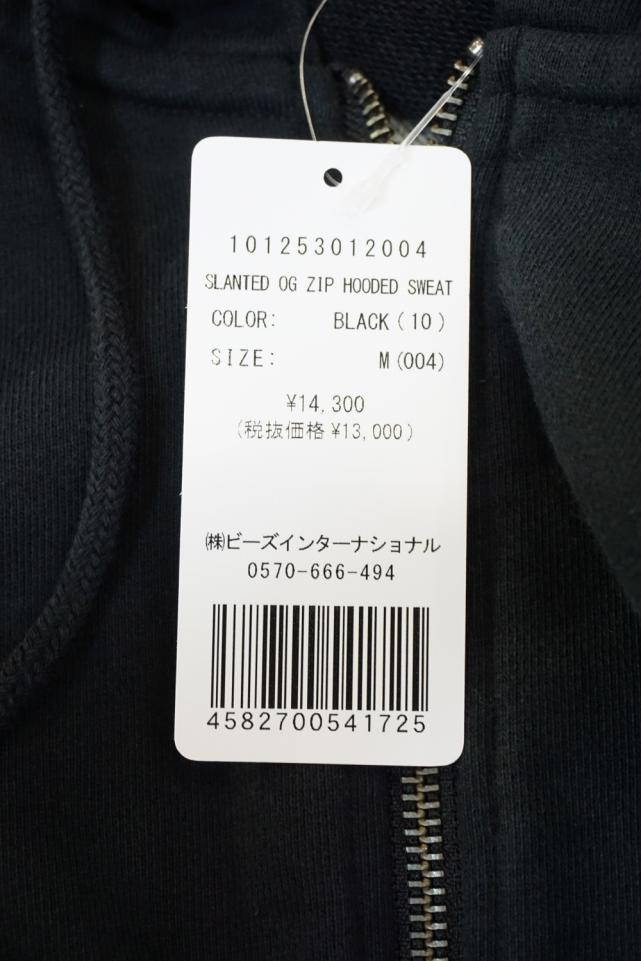 101253012004
SLANTED OG ZIP HOODED SWEAT
COLOR: BLACK(10)
SIZE: M(004)
¥14,300
(税抜価格¥13,000)
㈱ビーズインターナショナル
0570-666-494
4582700541725